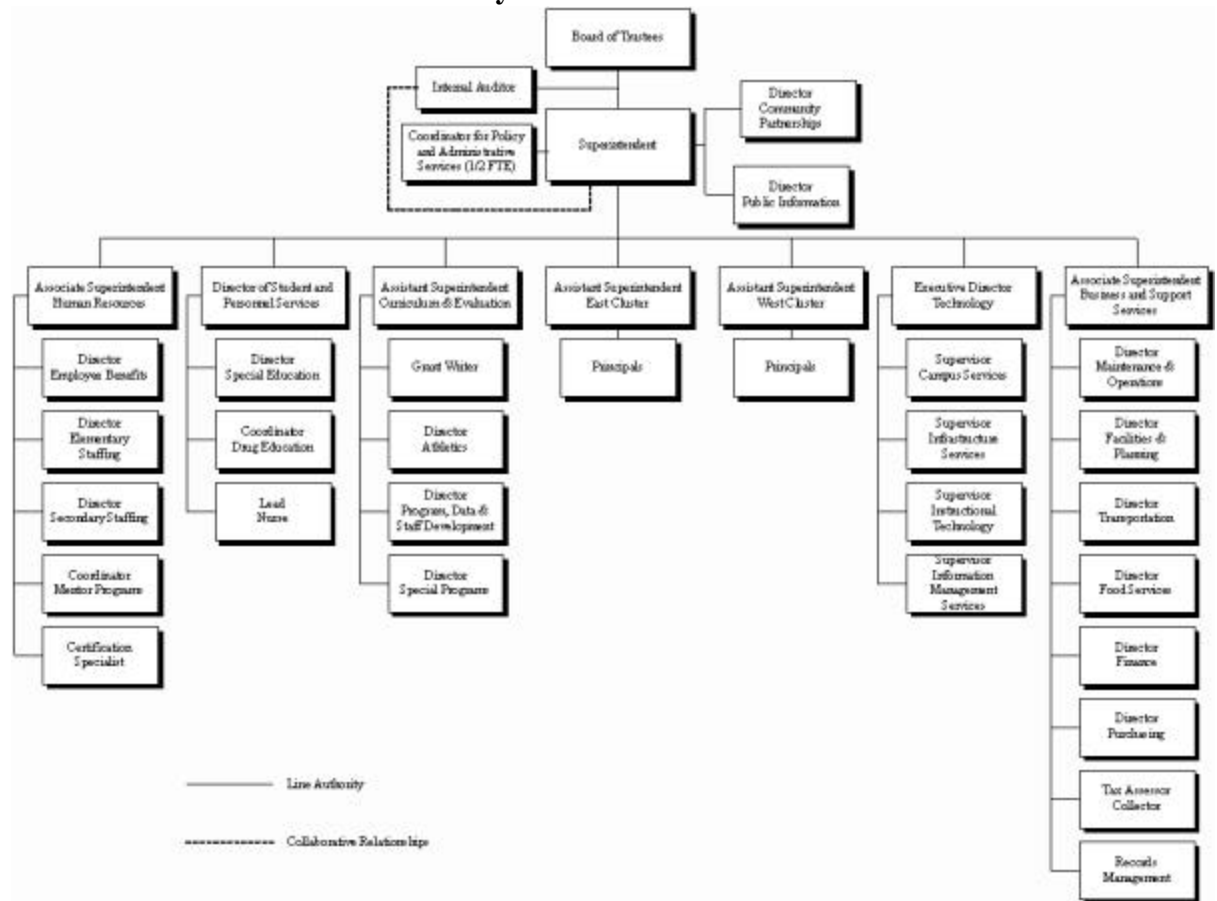 Board of Trustees
Internal Auditor
Director
Community
Partnerships
Coordinator for Policy
and Administrative
Services (1/2 FTE)
Superintendent
Director
Public Information
Associate Superintendent
Human Resources
Director of Student and
Personnel Services
Assistant Superintendent
Curriculum & Evaluation
Assistant Superintendent
East Cluster
Assistant Superintendent
West Cluster
Executive Director
Technology
Associate Superintendent
Business and Support
Services
Director
Employee Benefits
Director
Special Education
Grant Writer
Principals
Principals
Supervisor
Campus Services
Director
Maintenance &
Operations
Director
Elementary
Staffing
Coordinator
Drug Education
Director
Athletics
Supervisor
Infrastructure
Services
Director
Facilities &
Planning
Director
Secondary Staffing
Lead
Nurse
Director
Program, Data &
Staff Development
Supervisor
Instructional
Technology
Director
Transportation
Coordinator
Mentor Programs
Director
Special Programs
Supervisor
Information
Management
Services
Director
Food Services
Certification
Specialist
Director
Finance
Director
Purchasing
Line Authority
Tax Assessor
Collector
Collaborative Relationships
Records
Management